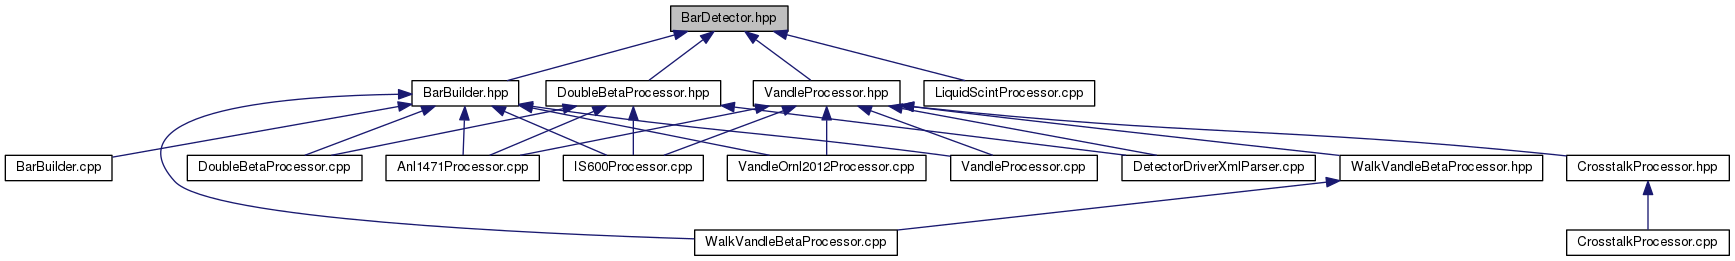 BarDetector.hpp
BarBuilder.hpp
DoubleBetaProcessor.hpp
VandleProcessor.hpp
LiquidScintProcessor.cpp
BarBuilder.cpp
DoubleBetaProcessor.cpp
Anl1471Processor.cpp
IS600Processor.cpp
VandleOrnl2012Processor.cpp
VandleProcessor.cpp
DetectorDriverXmlParser.cpp
WalkVandleBetaProcessor.hpp
CrosstalkProcessor.hpp
WalkVandleBetaProcessor.cpp
CrosstalkProcessor.cpp